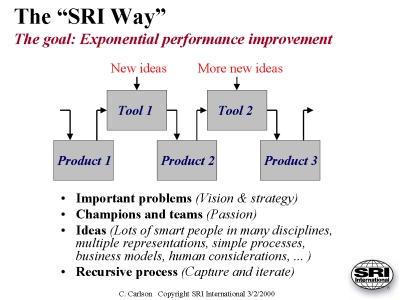 The “SRI Way”
The goal: Exponential performance improvement
New ideas
More new ideas
Tool 1
Tool 2
Product 1
Product 2
Product 3
• Important problems (Vision & strategy)
• Champions and teams (Passion)
• Ideas (Lots of smart people in many disciplines,
multiple representations, simple processes,
business models, human considerations, ... )
• Recursive process (Capture and iterate)
SRI
International
C. Carlson Copyright SRI International 3/2/2000